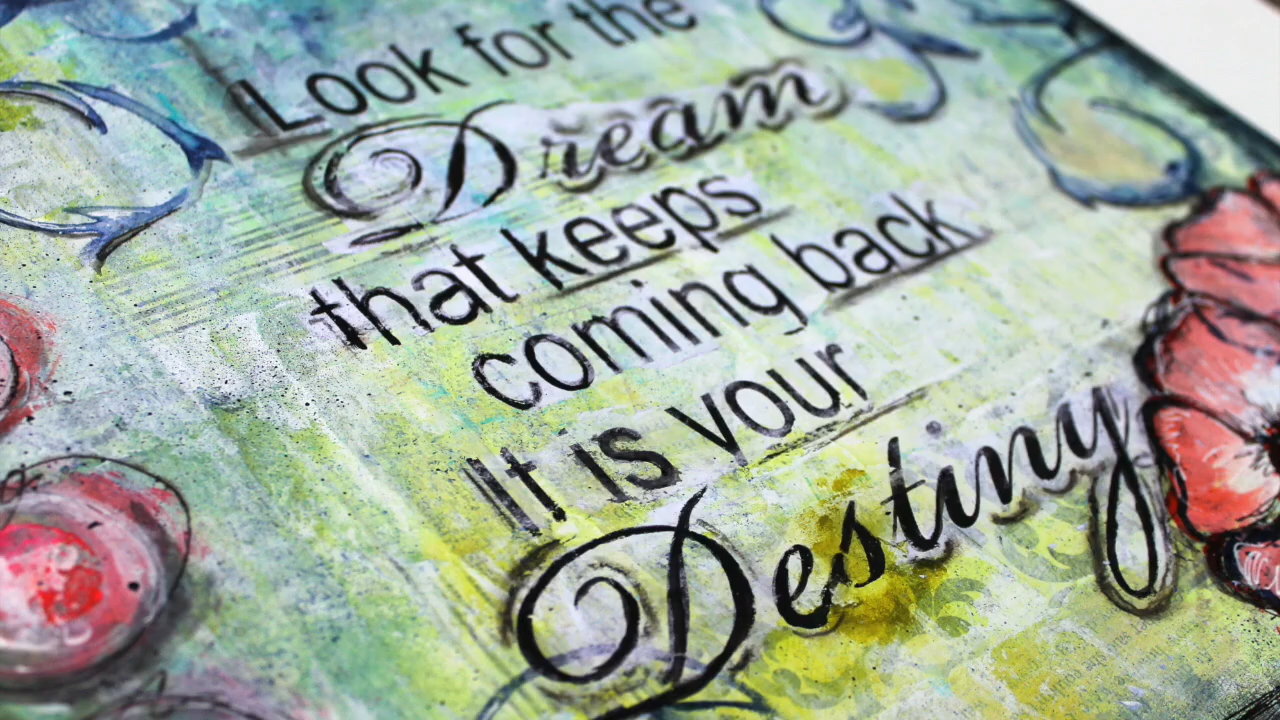 Look for the
Dream
that keeps
coming back
It is your
Destiny